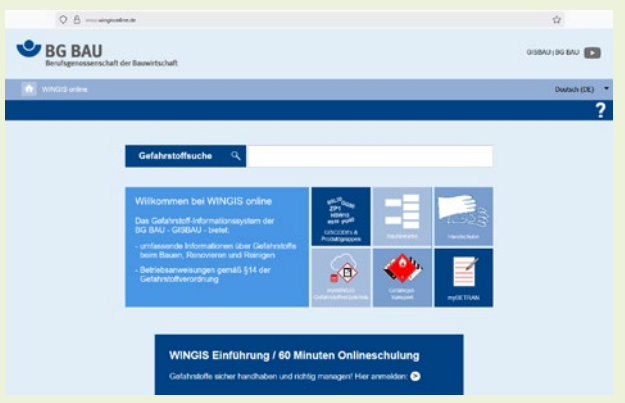 www.wingisonline.de
BG BAU
Berufsgenossenschaft der Bauwirtschaft
GISBAU | BG BAU
WINGIS online
Deutsch (DE)
?
Gefahrstoffsuche
Willkommen bei WINGIS online
Das Gefahrstoff-Informationssystem der
BG BAU - GISBAU - bietet:
- umfassende Informationen über Gefahrstoffe
beim Bauen, Renovieren und Reinigen
- Betriebsanweisungen gemäß §14 der
Gefahrstoffverordnung
GISCODEs &
Produktgruppen
Handschuhe
Gefahrgut-
transport
myGETRAN
WINGIS Einführung / 60 Minuten Onlineschulung
Gefahrstoffe sicher handhaben und richtig managen! Hier anmelden: